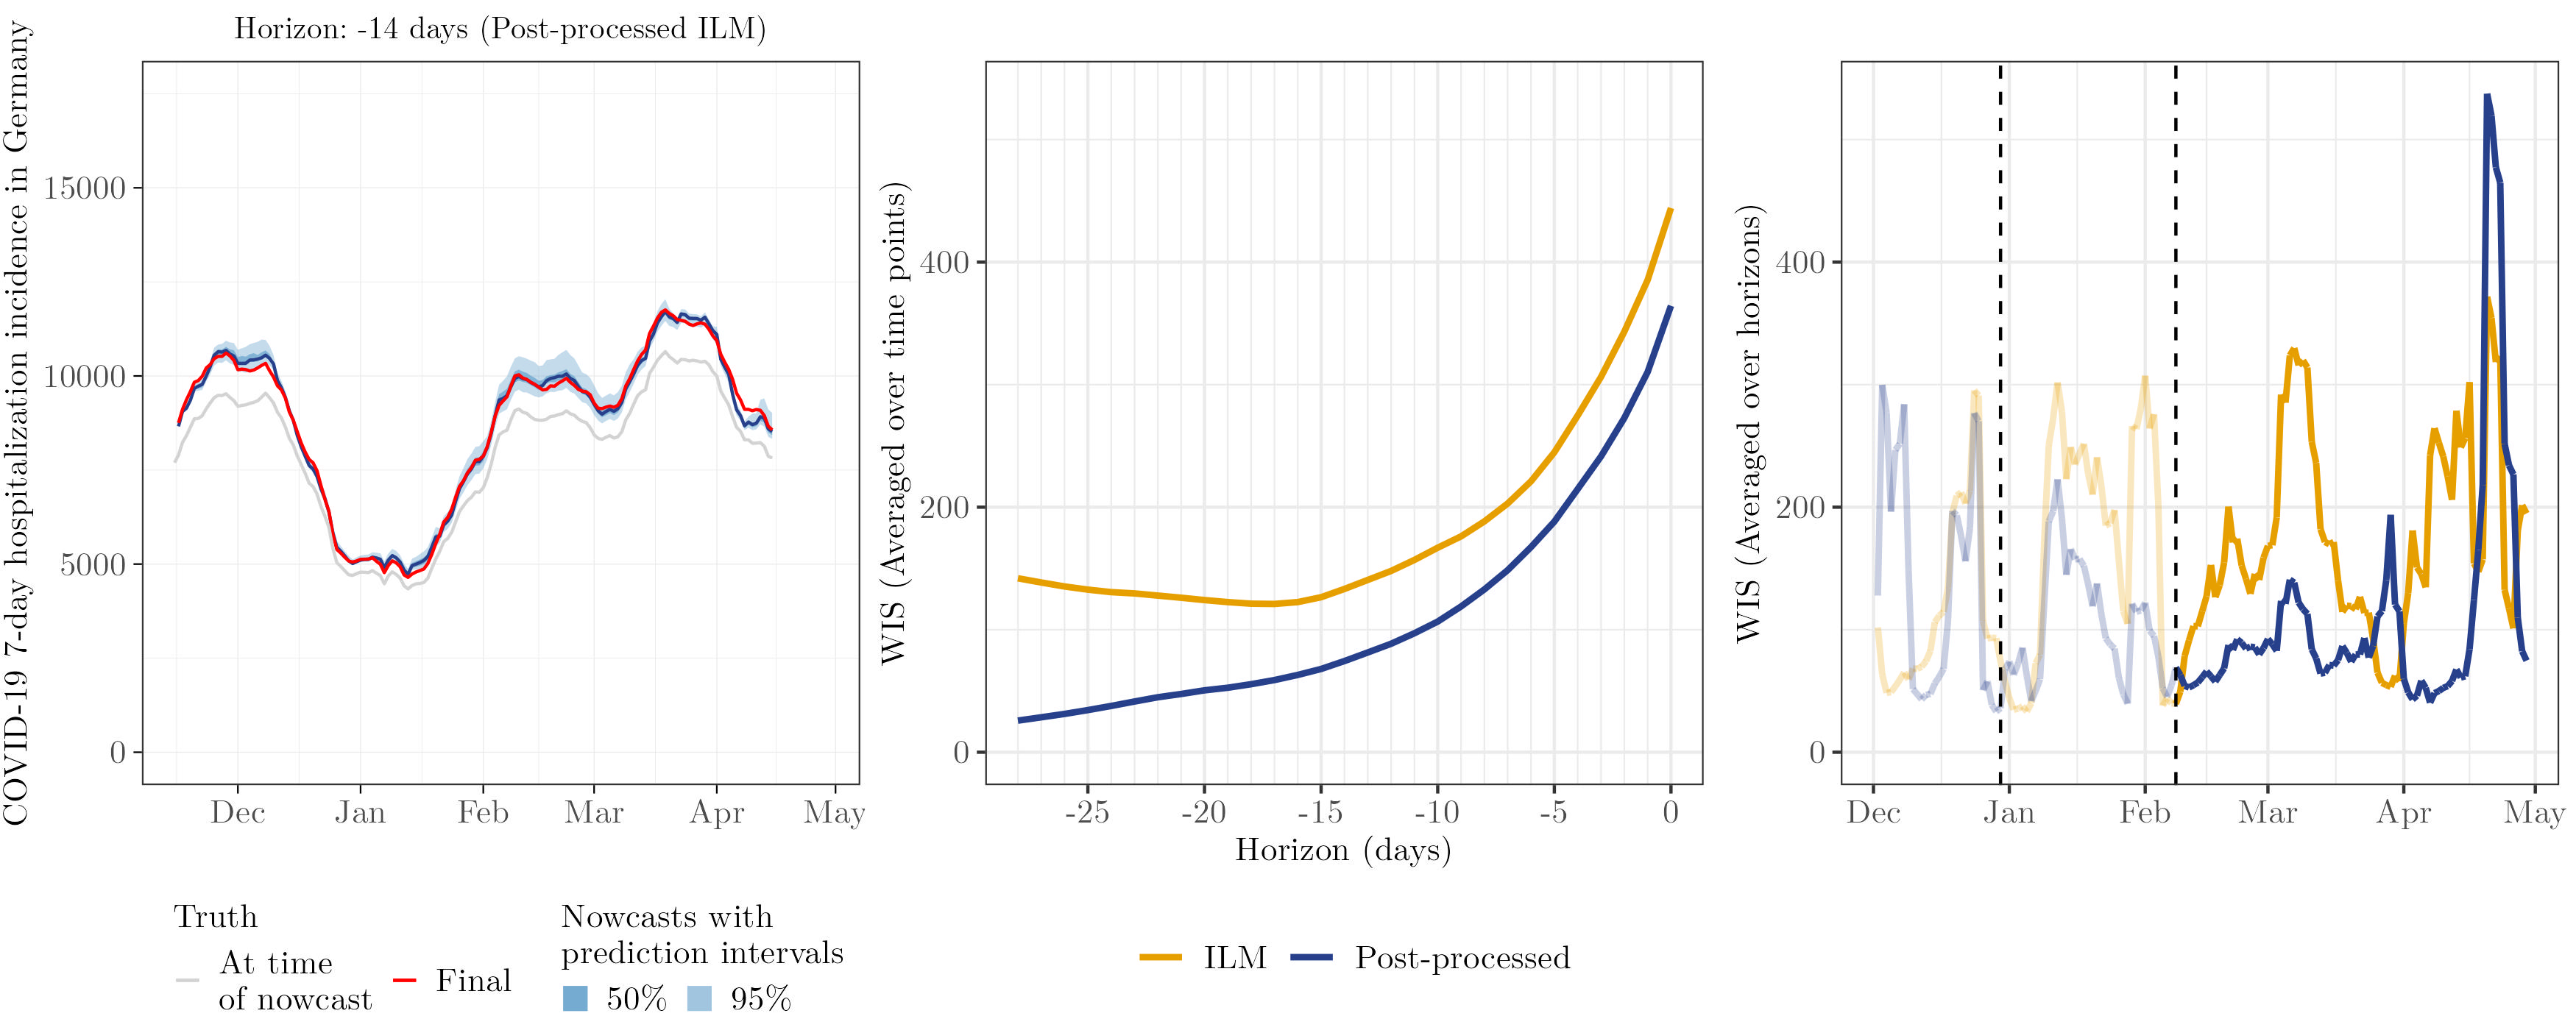 Horizon: -14 days (Post-processed ILM)
COVID-19 7-day hospitalization incidence in Germany
15000
10000
5000
0
Dec Jan Feb Mar Apr May
WIS (Averaged over time points)
400
200
0
-25 -20 -15 -10 -5 0
Horizon (days)
WIS (Averaged over horizons)
400
200
0
Dec Jan Feb Mar Apr May
Truth
At time
of nowcast
Final
Nowcasts with
prediction intervals
50% 95%
ILM Post-processed